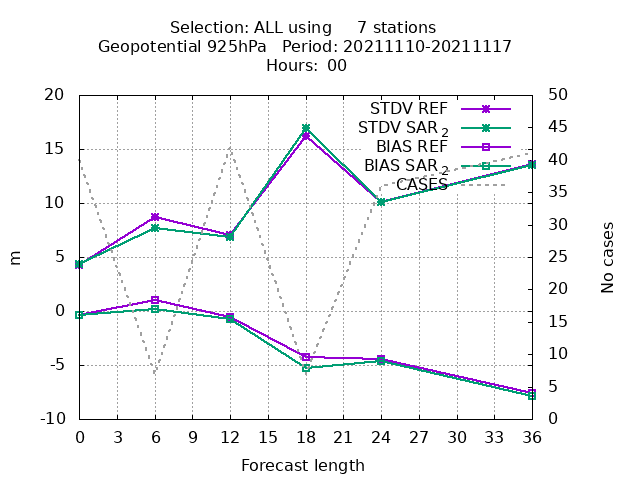 Selection: ALL using 7 stations
Geopotential 925hPa Period: 20211110-20211117
Hours: 00
20 50
STDV REF
45
STDV SAR 2
15
BIAS REF
40
BIAS SAR 2
CASES
35
10
30
m
5
25
No cases
20
0
15
10
-5
5
-10 0
0 3 6 9 12 15 18 21 24 27 30 33 36
Forecast length